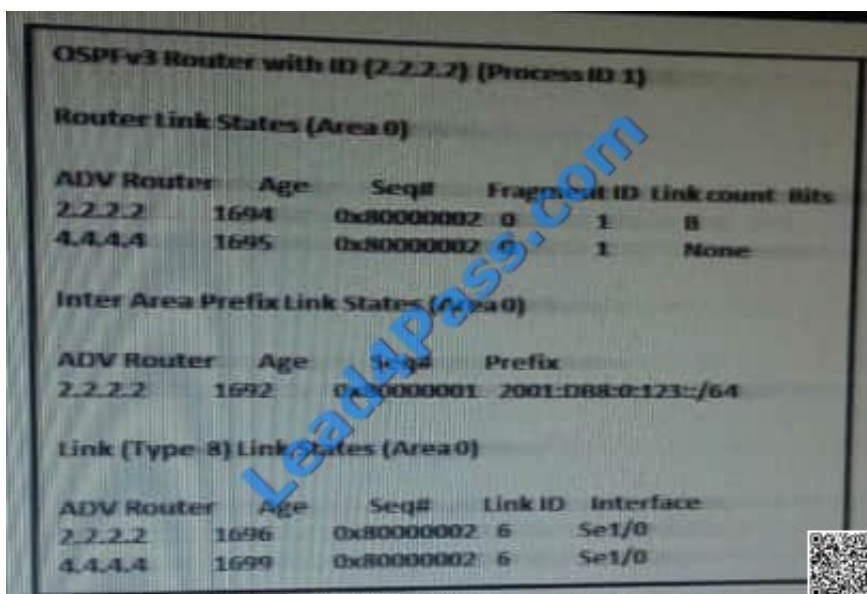 OSPFv3 Router with ID (2.2.2.2) (Process ID 1)
Router Link States (Area 0)
ADV Router Age Seq# Fragment ID Link count Bits
2.2.2.2 1694 0x80000002 0 1 B
4.4.4.4 1695 0x80000002 0 1 None
Inter Area Prefix Link States (Area 0)
ADV Router Age Seq# Prefix
2.2.2.2 1692 0x80000001 2001:DB8:0:123::/64
Link (Type-8) Link States (Area 0)
ADV Router Age Seq# Link ID Interface
2.2.2.2 1696 0x80000002 6 Se1/0
4.4.4.4 1699 0x80000002 6 Se1/0
Lead4Pass.com